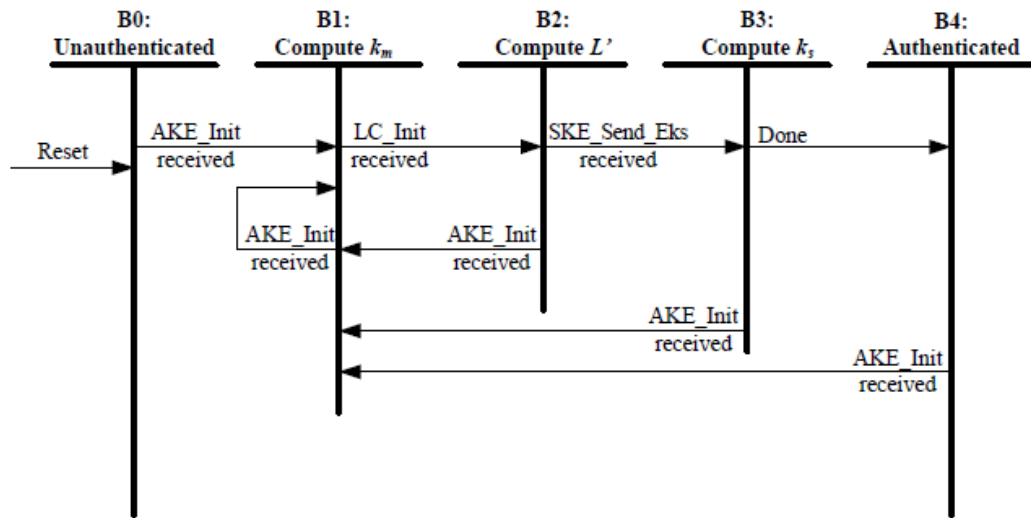 B0:
Unauthenticated
B1:
Compute km
B2:
Compute L’
B3:
Compute ks
B4:
Authenticated
Reset
AKE_Init
received
LC_Init
received
SKE_Send_Eks
received
Done
AKE_Init
received
AKE_Init
received
AKE_Init
received
AKE_Init
received